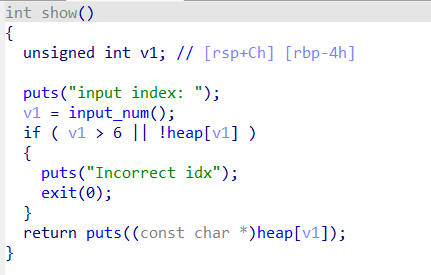 int show()
{
  unsigned int v1; // [rsp+Ch] [rbp-4h]

  puts("input index: ");
  v1 = input_num();
  if ( v1 > 6 || !heap[v1] )
  {
    puts("Incorrect idx");
    exit(0);
  }
  return puts((const char *)heap[v1]);
}